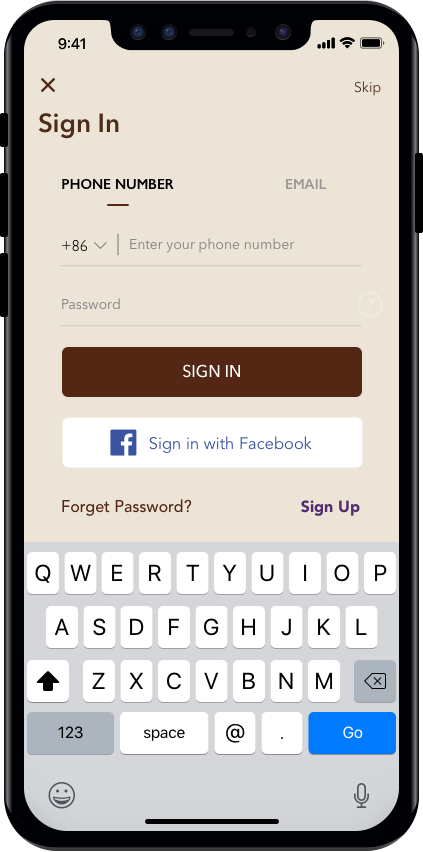 9:41
Skip
Sign In
PHONE NUMBER EMAIL
+86 Enter your phone number
Password ?
SIGN IN
f Sign in with Facebook
Forget Password? Sign Up
Q W E R T Y U I O P
A S D F G H J K L
Z X C V B N M
123 space @ . Go